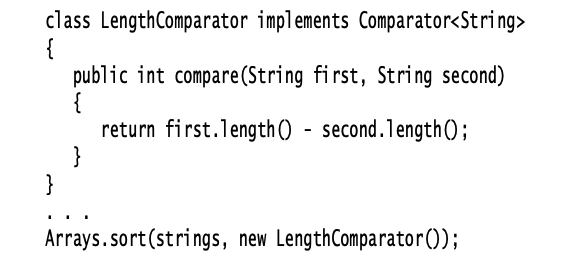 class LengthComparator implements Comparator<String>
{
   public int compare(String first, String second)
   {
      return first.length() - second.length();
   }
}
. . .
Arrays.sort(strings, new LengthComparator());